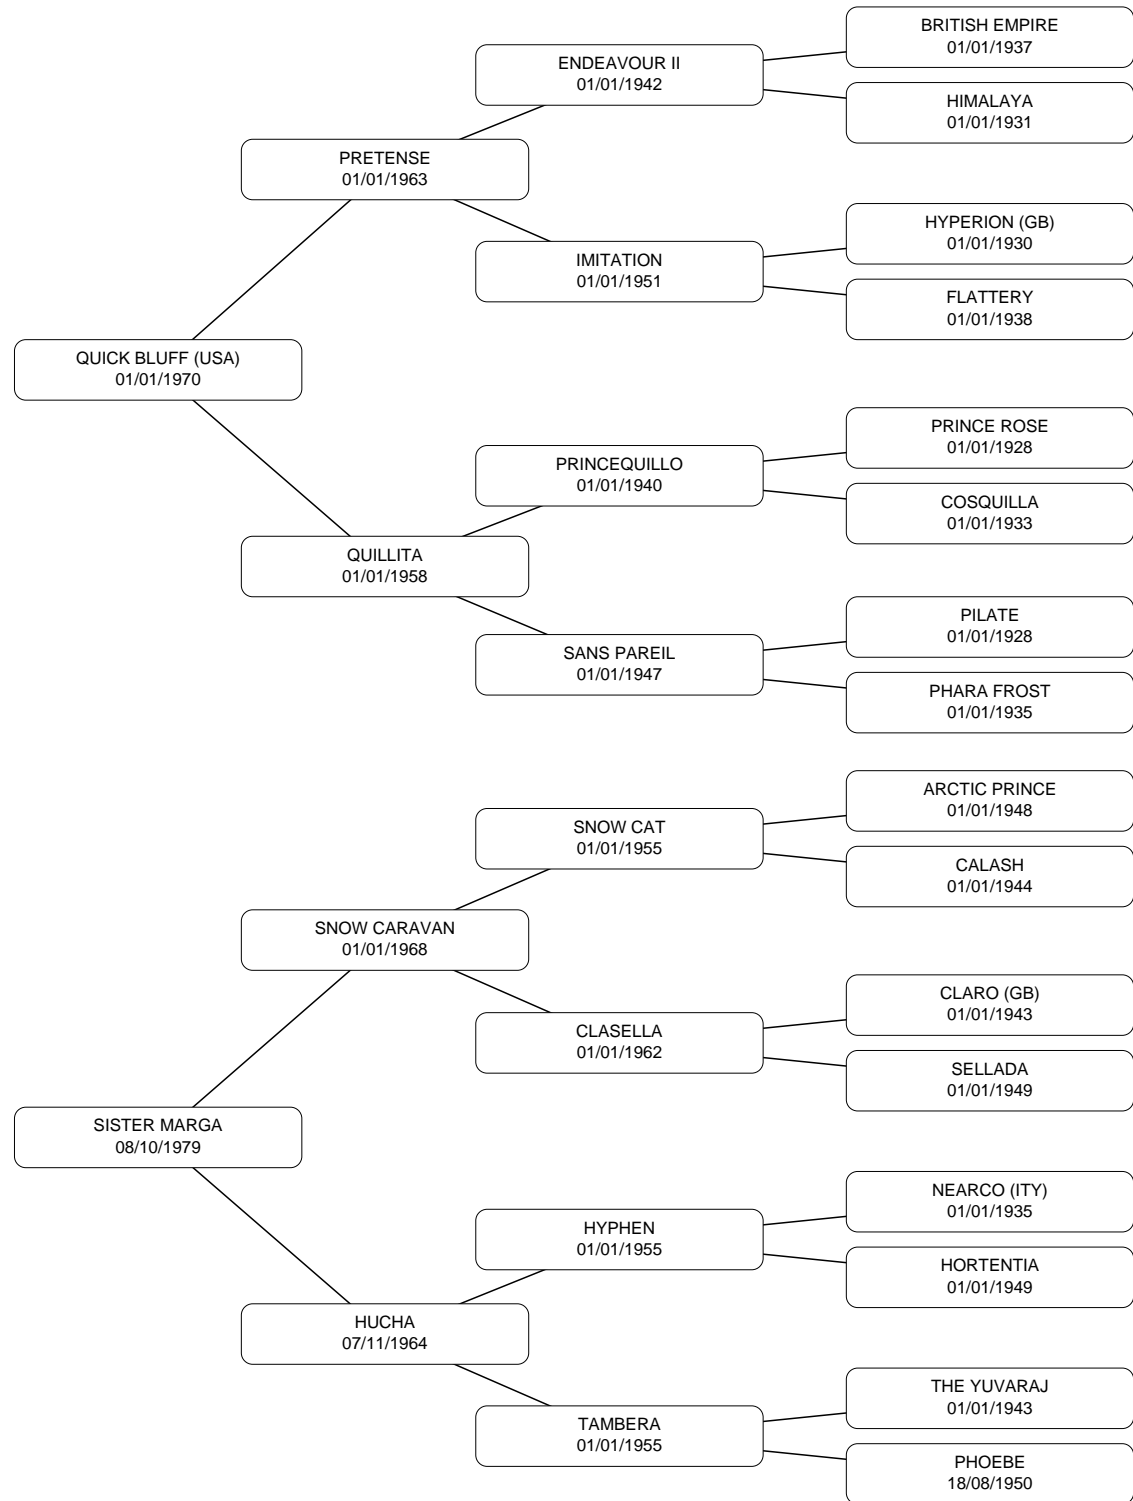 BRITISH EMPIRE
01/01/1937
ENDEAVOUR II
01/01/1942
HIMALAYA
01/01/1931
PRETENSE
01/01/1963
HYPERION (GB)
01/01/1930
IMITATION
01/01/1951
FLATTERY
01/01/1938
QUICK BLUFF (USA)
01/01/1970
PRINCE ROSE
01/01/1928
PRINCEQUILLO
01/01/1940
COSQUILLA
01/01/1933
QUILLITA
01/01/1958
PILATE
01/01/1928
SANS PAREIL
01/01/1947
PHARA FROST
01/01/1935
ARCTIC PRINCE
01/01/1948
SNOW CAT
01/01/1955
CALASH
01/01/1944
SNOW CARAVAN
01/01/1968
CLARO (GB)
01/01/1943
CLASELLA
01/01/1962
SELLADA
01/01/1949
SISTER MARGA
08/10/1979
NEARCO (ITY)
01/01/1935
HYPHEN
01/01/1955
HORTENTIA
01/01/1949
HUCHA
07/11/1964
THE YUVARAJ
01/01/1943
TAMBERA
01/01/1955
PHOEBE
18/08/1950